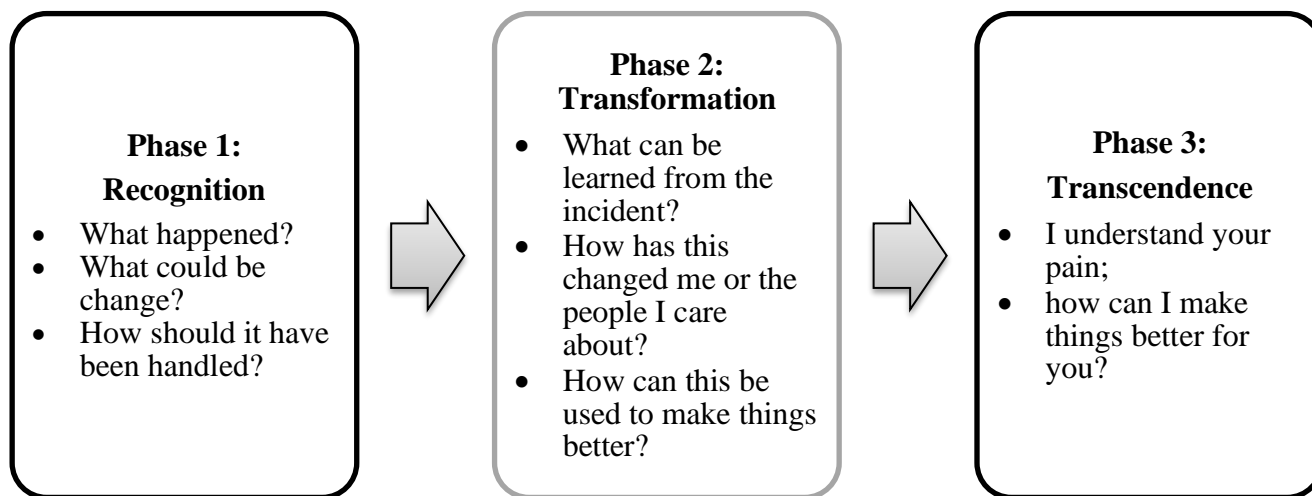 Phase 1:
Recognition
• What happened?
• What could be
change?
• How should it have
been handled?
Phase 2:
Transformation
• What can be
learned from the
incident?
• How has this
changed me or the
people I care
about?
• How can this be
used to make things
better?
Phase 3:
Transcendence
• I understand your
pain;
• how can I make
things better for
you?